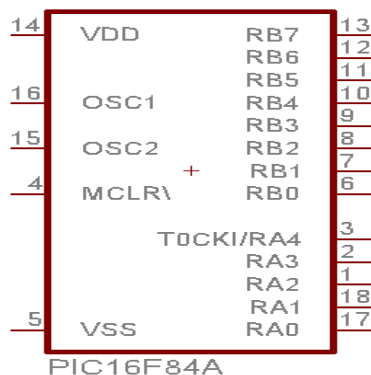 14 VDD RB7 13
RB6 12
RB5 11
16 OSC1 RB4 10
RB3 9
15 OSC2 RB2 8
RB1 7
4 MCLR\ RB0 6
T0CKI/RA4 3
RA3 2
RA2 1
RA1 18
5 VSS RA0 17
PIC16F84A